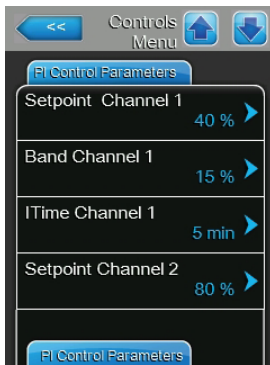 <<
Controls
Menu
PI Control Parameters
Setpoint Channel 1
40 %
Band Channel 1
15 %
ITime Channel 1
5 min
Setpoint Channel 2
80 %
PI Control Parameters